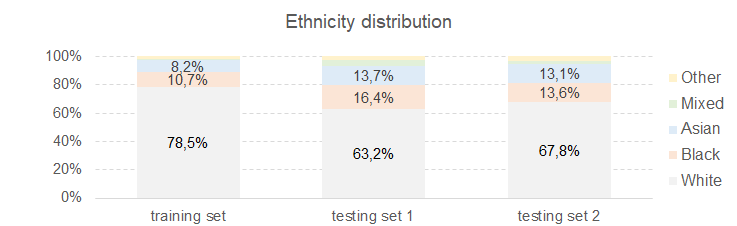 Ethnicity distribution
100%
80%
60%
40%
20%
0%
8,2%
10,7%
78,5%
13,7%
16,4%
63,2%
13,1%
13,6%
67,8%
training set
testing set 1
testing set 2
Other
Mixed
Asian
Black
White